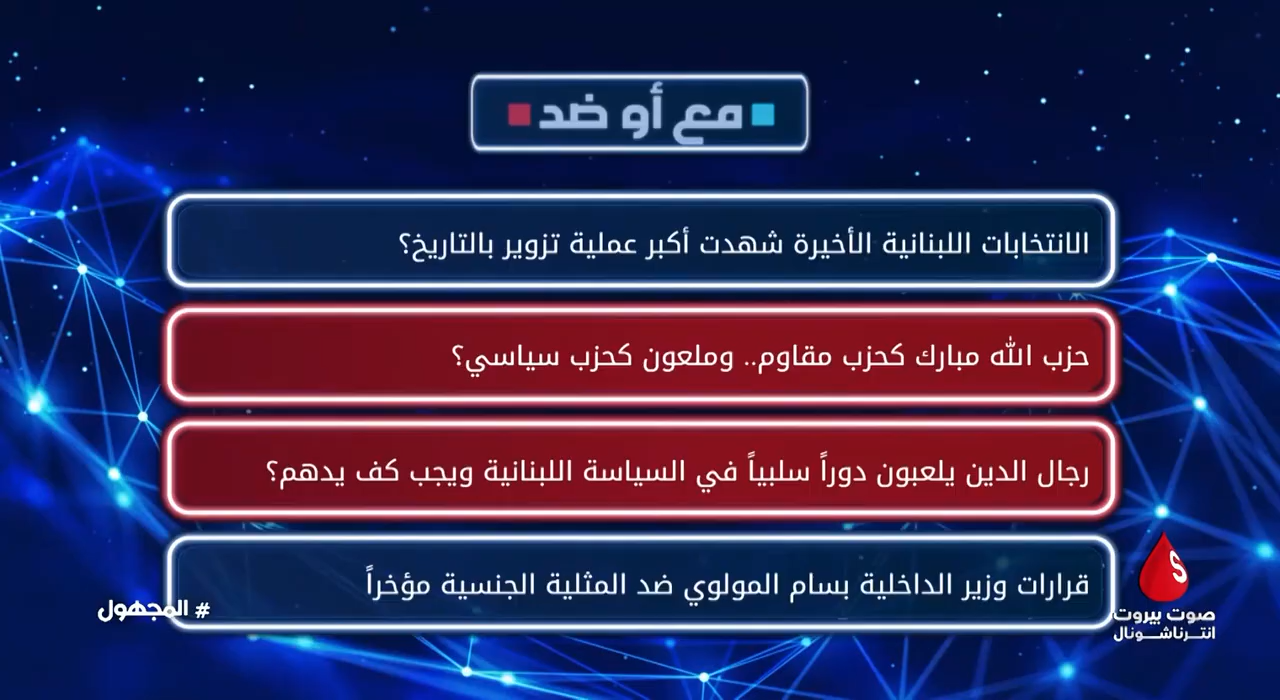 مع أو ضد
الانتخابات اللبنانية الأخيرة شهدت أكبر عملية تزوير بالتاريخ؟
حزب الله مبارك كحزب مقاوم.. وملعون كحزب سياسي؟
رجال الدين يلعبون دوراً سلبياً في السياسة اللبنانية ويجب كف يدهم؟
قرارات وزير الداخلية بسام المولوي ضد المثلية الجنسية مؤخراً
# المجهول
S
صوت بيروت
انترناشونال